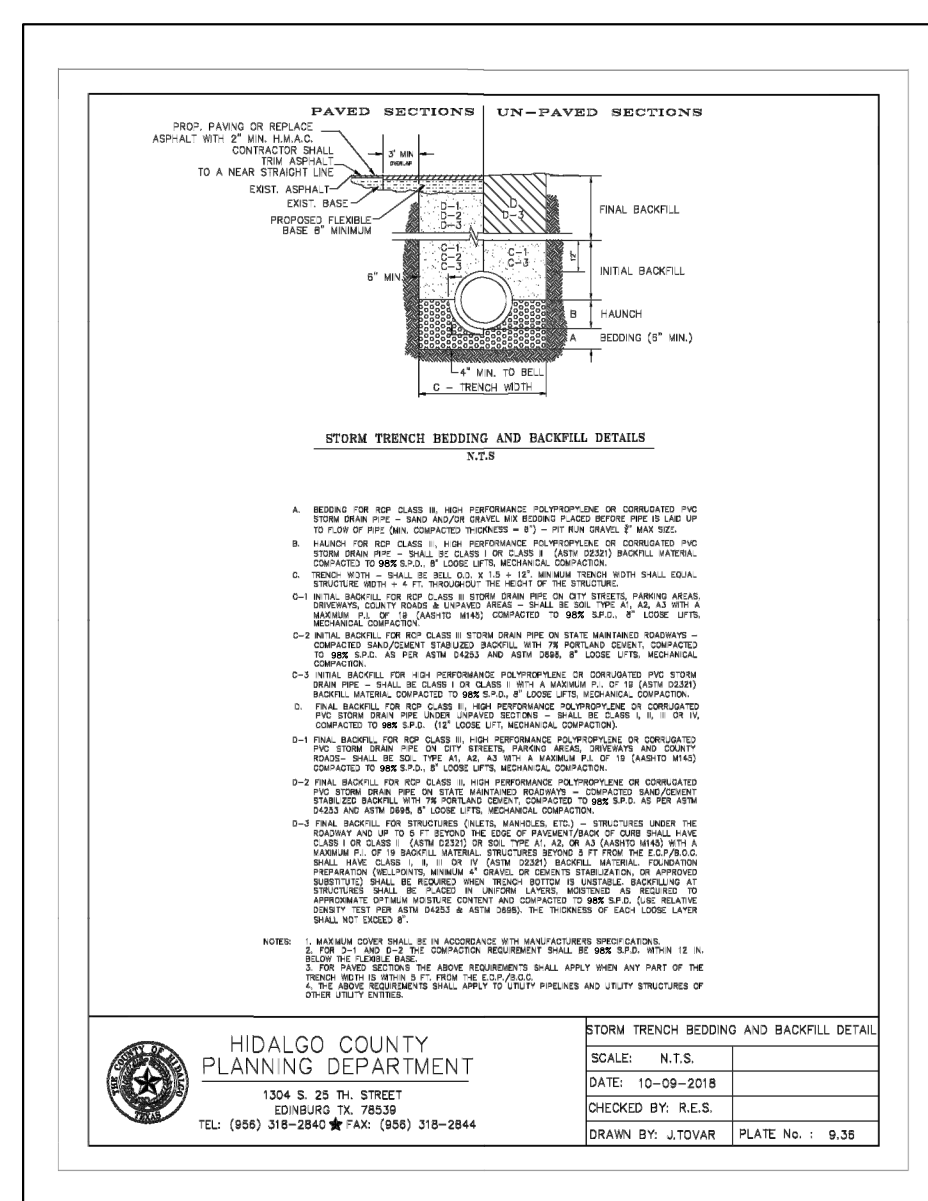 PAVED SECTIONS UN-PAVED SECTIONS
PROP. PAVING OR REPLACE
ASPHALT WITH 2" MIN. H.M.A.C.
CONTRACTOR SHALL
TRIM ASPHALT
TO A NEAR STRAIGHT LINE
EXIST. ASPHALT
EXIST. BASE
PROPOSED FLEXIBLE
BASE 8" MINIMUM
3' MIN
OVERLAP
D-1
D-2
D-3
D
D-3
FINAL BACKFILL
C-1
C-2
C-3
C-1
C-3
12"
INITIAL BACKFILL
6" MIN
B HAUNCH
A BEDDING (6" MIN.)
4" MIN. TO BELL
C - TRENCH WIDTH
STORM TRENCH BEDDING AND BACKFILL DETAILS
N.T.S
A. BEDDING FOR RCP CLASS III, HIGH PERFORMANCE POLYPROPYLENE OR CORRUGATED PVC
STORM DRAIN PIPE - SAND AND/OR GRAVEL MIX BEDDING PLACED BEFORE PIPE IS LAID UP
TO FLOW OF PIPE (MIN. COMPACTED THICKNESS = 6") - PIT RUN GRAVEL MAX SIZE.
B. HAUNCH FOR RCP CLASS III, HIGH PERFORMANCE POLYPROPYLENE OR CORRUGATED PVC
STORM DRAIN PIPE - SHALL BE CLASS I OR CLASS II (ASTM D2321) BACKFILL MATERIAL
COMPACTED TO 98% S.P.D., 8" LOOSE LIFTS, MECHANICAL COMPACTION.
C. TRENCH WIDTH - SHALL BE BELL O.D. X 1.5 + 12". MINIMUM TRENCH WIDTH SHALL EQUAL
STRUCTURE WIDTH + 4 FT. THROUGHOUT THE HEIGHT OF THE STRUCTURE.
C-1 INITIAL BACKFILL FOR RCP CLASS III STORM DRAIN PIPE ON CITY STREETS, PARKING AREAS,
DRIVEWAYS, COUNTY ROADS & UNPAVED AREAS - SHALL BE SOIL TYPE A1, A2, A3 WITH A
MAXIMUM P.I. OF 19 (AASHTO M145) COMPACTED TO 98% S.P.D., 8" LOOSE LIFTS,
MECHANICAL COMPACTION.
C-2 INITIAL BACKFILL FOR RCP CLASS III STORM DRAIN PIPE ON STATE MAINTAINED ROADWAYS -
COMPACTED SAND/CEMENT STABILIZED BACKFILL WITH 7% PORTLAND CEMENT, COMPACTED
TO 98% S.P.D. AS PER ASTM D4253 AND ASTM D698, 8" LOOSE LIFTS, MECHANICAL
COMPACTION.
C-3 INITIAL BACKFILL FOR HIGH PERFORMANCE POLYPROPYLENE OR CORRUGATED PVC STORM
DRAIN PIPE - SHALL BE CLASS I OR CLASS II WITH A MAXIMUM P.I. OF 19 (ASTM D2321)
BACKFILL MATERIAL COMPACTED TO 98% S.P.D., 8" LOOSE LIFTS, MECHANICAL COMPACTION.
D. FINAL BACKFILL FOR RCP CLASS III, HIGH PERFORMANCE POLYPROPYLENE OR CORRUGATED
PVC STORM DRAIN PIPE UNDER UNPAVED SECTIONS - SHALL BE CLASS I, II, III OR IV,
COMPACTED TO 98% S.P.D. (12" LOOSE LIFT, MECHANICAL COMPACTION).
D-1 FINAL BACKFILL FOR RCP CLASS III, HIGH PERFORMANCE POLYPROPYLENE OR CORRUGATED
PVC STORM DRAIN PIPE ON CITY STREETS, PARKING AREAS, DRIVEWAYS AND COUNTY
ROADS- SHALL BE SOIL TYPE A1, A2, A3 WITH A MAXIMUM P.I. OF 19 (AASHTO M145)
COMPACTED TO 98% S.P.D., 8" LOOSE LIFTS, MECHANICAL COMPACTION.
D-2 FINAL BACKFILL FOR RCP CLASS III, HIGH PERFORMANCE POLYPROPYLENE OR CORRUGATED
PVC STORM DRAIN PIPE ON STATE MAINTAINED ROADWAYS - COMPACTED SAND/CEMENT
STABILIZED BACKFILL WITH 7% PORTLAND CEMENT, COMPACTED TO 98% S.P.D. AS PER ASTM
D4253 AND ASTM D698, 8" LOOSE LIFTS, MECHANICAL COMPACTION.
D-3 FINAL BACKFILL FOR STRUCTURES (INLETS, MANHOLES, ETC.) - STRUCTURES UNDER THE
ROADWAY AND UP TO 5 FT BEYOND THE EDGE OF PAVEMENT/BACK OF CURB SHALL HAVE
CLASS I OR CLASS II (ASTM D2321) OR SOIL TYPE A1, A2, OR A3 (AASHTO M145) WITH A
MAXIMUM P.I. OF 19 BACKFILL MATERIAL. STRUCTURES BEYOND 5 FT FROM THE E.O.P/B.O.C.
SHALL HAVE CLASS I, II, III OR IV (ASTM D2321) BACKFILL MATERIAL. FOUNDATION
PREPARATION (WELLPOINTS, MINIMUM 4" GRAVEL OR CEMENTS STABILIZATION, OR APPROVED
SUBSTITUTE) SHALL BE REQUIRED WHEN TRENCH BOTTOM IS UNSTABLE. BACKFILLING AT
STRUCTURES SHALL BE PLACED IN UNIFORM LAYERS, MOISTENED AS REQUIRED TO
APPROXIMATE OPTIMUM MOISTURE CONTENT AND COMPACTED TO 98% S.P.D. (USE RELATIVE
DENSITY TEST PER ASTM D4253 & ASTM D698). THE THICKNESS OF EACH LOOSE LAYER
SHALL NOT EXCEED 8".
NOTES: 1. MAXIMUM COVER SHALL BE IN ACCORDANCE WITH MANUFACTURERS SPECIFICATIONS.
2. FOR D-1 AND D-2 THE COMPACTION REQUIREMENT SHALL BE 98% S.P.D. WITHIN 12 IN.
BELOW THE FLEXIBLE BASE.
3. FOR PAVED SECTIONS THE ABOVE REQUIREMENTS SHALL APPLY WHEN ANY PART OF THE
TRENCH WIDTH IS WITHIN 5 FT. FROM THE E.O.P./B.O.C.
4. THE ABOVE REQUIREMENTS SHALL APPLY TO UTILITY PIPELINES AND UTILITY STRUCTURES OF
OTHER UTILITY ENTITIES.
THE COUNTY OF HIDALGO
TEXAS
HIDALGO COUNTY
PLANNING DEPARTMENT
1304 S. 25 TH. STREET
EDINBURG TX. 78539
TEL: (956) 318-2840 ★ FAX: (956) 318-2844
STORM TRENCH BEDDING AND BACKFILL DETAIL
SCALE: N.T.S.
DATE: 10-09-2018
CHECKED BY: R.E.S.
DRAWN BY: J.TOVAR PLATE No. : 9.36